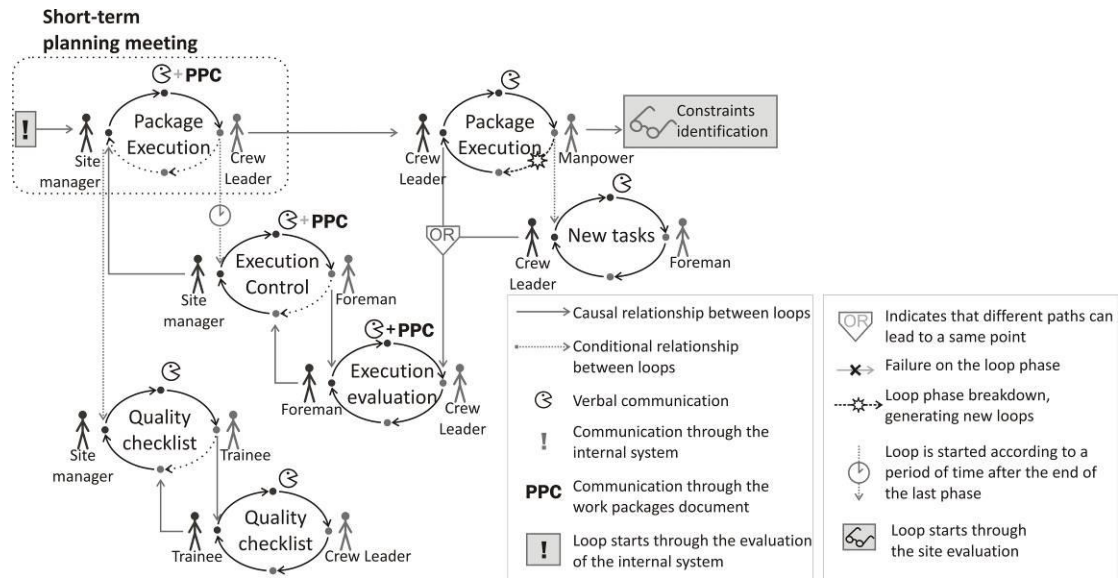 Short-term
planning meeting
+ PPC
Package
Execution
!
Site
manager
Crew
Leader
Package
Execution
Crew
Leader
Manpower
Constraints
identification
New tasks
OR
Crew
Leader
Foreman
+ PPC
Execution
Control
Site
manager
Foreman
+ PPC
Execution
evaluation
Foreman
Crew
Leader
Quality
checklist
Site
manager
Trainee
Quality
checklist
Trainee
Crew Leader
Causal relationship between loops
Conditional relationship
between loops
Verbal communication
! Communication through the
internal system
PPC Communication through the
work packages document
! Loop starts through the evaluation
of the internal system
OR Indicates that different paths can
lead to a same point
Failure on the loop phase
Loop phase breakdown,
generating new loops
Loop is started according to a
period of time after the end of
the last phase
Loop starts through
the site evaluation